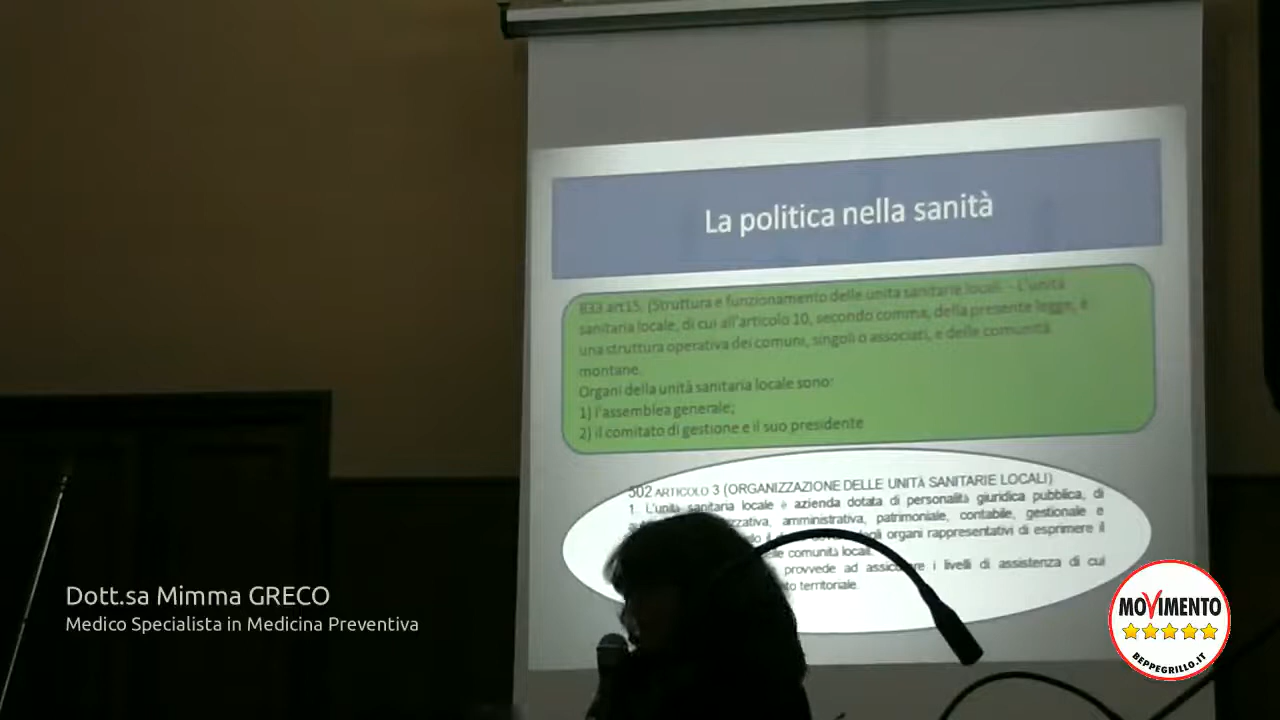 La politica nella sanità
833 art15. (Struttura e funzionamento delle unita sanitarie locali. - L'unita
sanitaria locale, di cui all'articolo 10, secondo comma, della presente legge, è
una struttura operativa dei comuni, singoli o associati, e delle comunità
montane.
Organi della unità sanitaria locale sono:
1) l'assemblea generale;
2) il comitato di gestione e il suo presidente
502 ARTICOLO 3 (ORGANIZZAZIONE DELLE UNITÀ SANITARIE LOCALI)
1. L'unità sanitaria locale è azienda dotata di personalità giuridica pubblica, di
amministrativa, patrimoniale, contabile, gestionale e
organi rappresentativi di esprimere il
comunità locali.
provvede ad i livelli di assistenza di cui
territoriale.
Dott.sa Mimma GRECO
Medico Specialista in Medicina Preventiva
MOVIMENTO
BEPPEGRILLO.IT